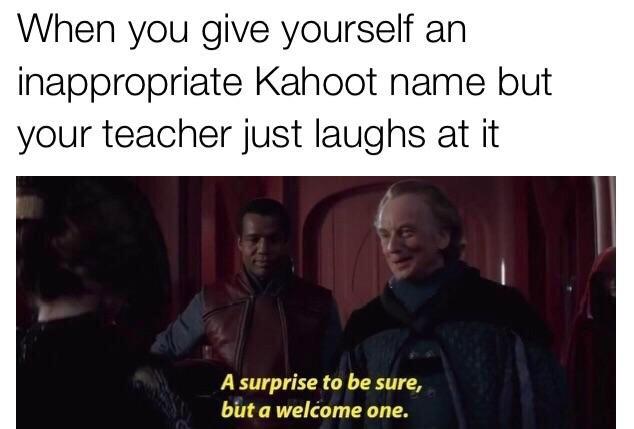 When you give yourself an
inappropriate Kahoot name but
your teacher just laughs at it
A surprise to be sure,
but a welcome one.